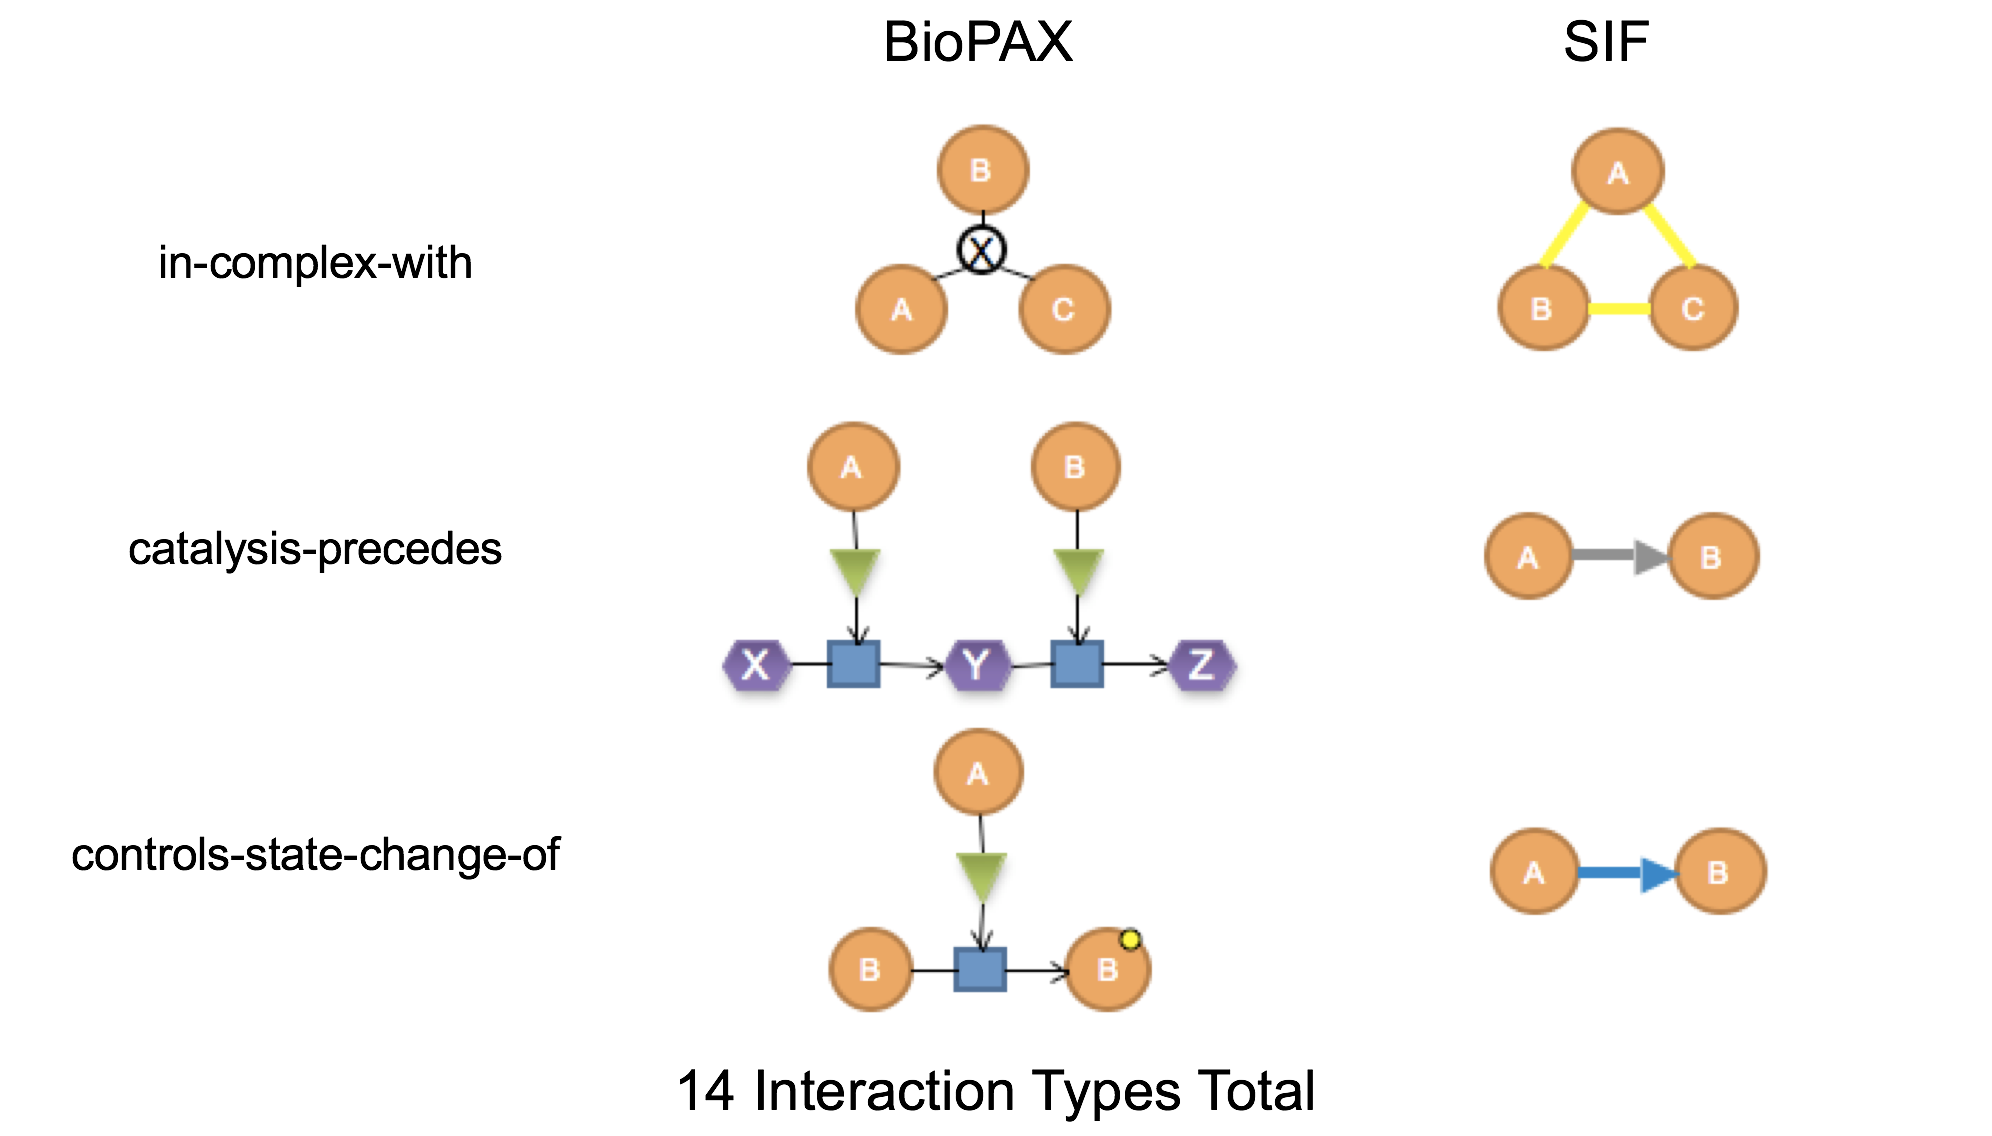 BioPAX SIF
in-complex-with
B
X
A C
A
B C
catalysis-precedes
A B
X Y Z
A B
controls-state-change-of
A
B B
A B
14 Interaction Types Total